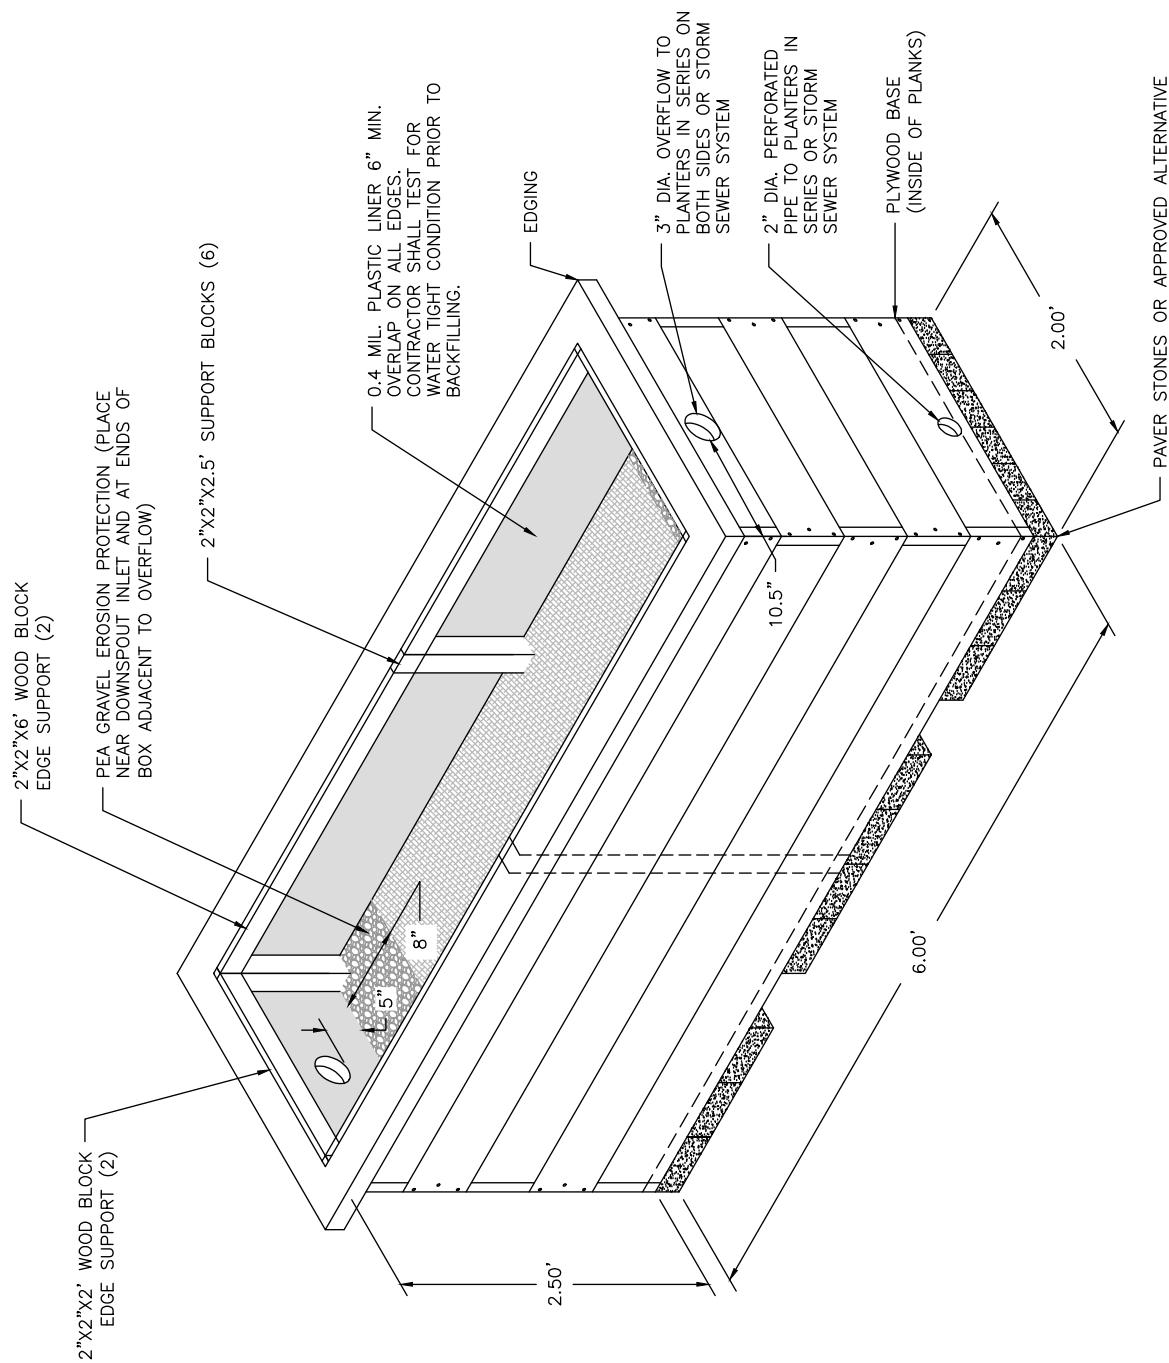 2"X2"X2' WOOD BLOCK
EDGE SUPPORT (2)
2"X2"X6' WOOD BLOCK
EDGE SUPPORT (2)
PEA GRAVEL EROSION PROTECTION (PLACE
NEAR DOWNSPOUT INLET AND AT ENDS OF
BOX ADJACENT TO OVERFLOW)
2"X2"X2.5' SUPPORT BLOCKS (6)
0.4 MIL. PLASTIC LINER 6" MIN.
OVERLAP ON ALL EDGES.
CONTRACTOR SHALL TEST FOR
WATER TIGHT CONDITION PRIOR TO
BACKFILLING.
EDGING
3" DIA. OVERFLOW TO
PLANTERS IN SERIES ON
BOTH SIDES OR STORM
SEWER SYSTEM
2" DIA. PERFORATED
PIPE TO PLANTERS IN
SERIES OR STORM
SEWER SYSTEM
PLYWOOD BASE
(INSIDE OF PLANKS)
PAVER STONES OR APPROVED ALTERNATIVE
5"
8"
10.5"
2.50'
6.00'
2.00'